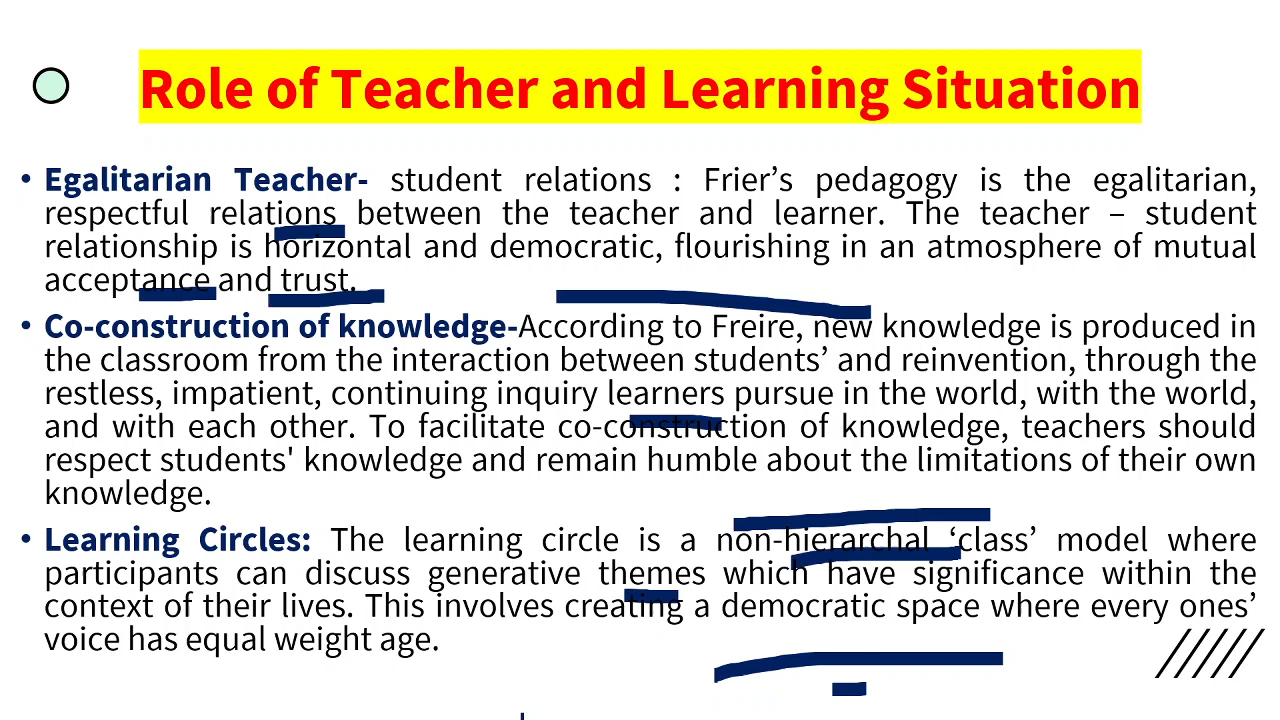 Role of Teacher and Learning Situation
• Egalitarian Teacher- student relations : Frier’s pedagogy is the egalitarian,
respectful relations between the teacher and learner. The teacher – student
relationship is horizontal and democratic, flourishing in an atmosphere of mutual
acceptance and trust.
• Co-construction of knowledge-According to Freire, new knowledge is produced in
the classroom from the interaction between students’ and reinvention, through the
restless, impatient, continuing inquiry learners pursue in the world, with the world,
and with each other. To facilitate co-construction of knowledge, teachers should
respect students' knowledge and remain humble about the limitations of their own
knowledge.
• Learning Circles: The learning circle is a non-hierarchal ‘class’ model where
participants can discuss generative themes which have significance within the
context of their lives. This involves creating a democratic space where every ones’
voice has equal weight age.